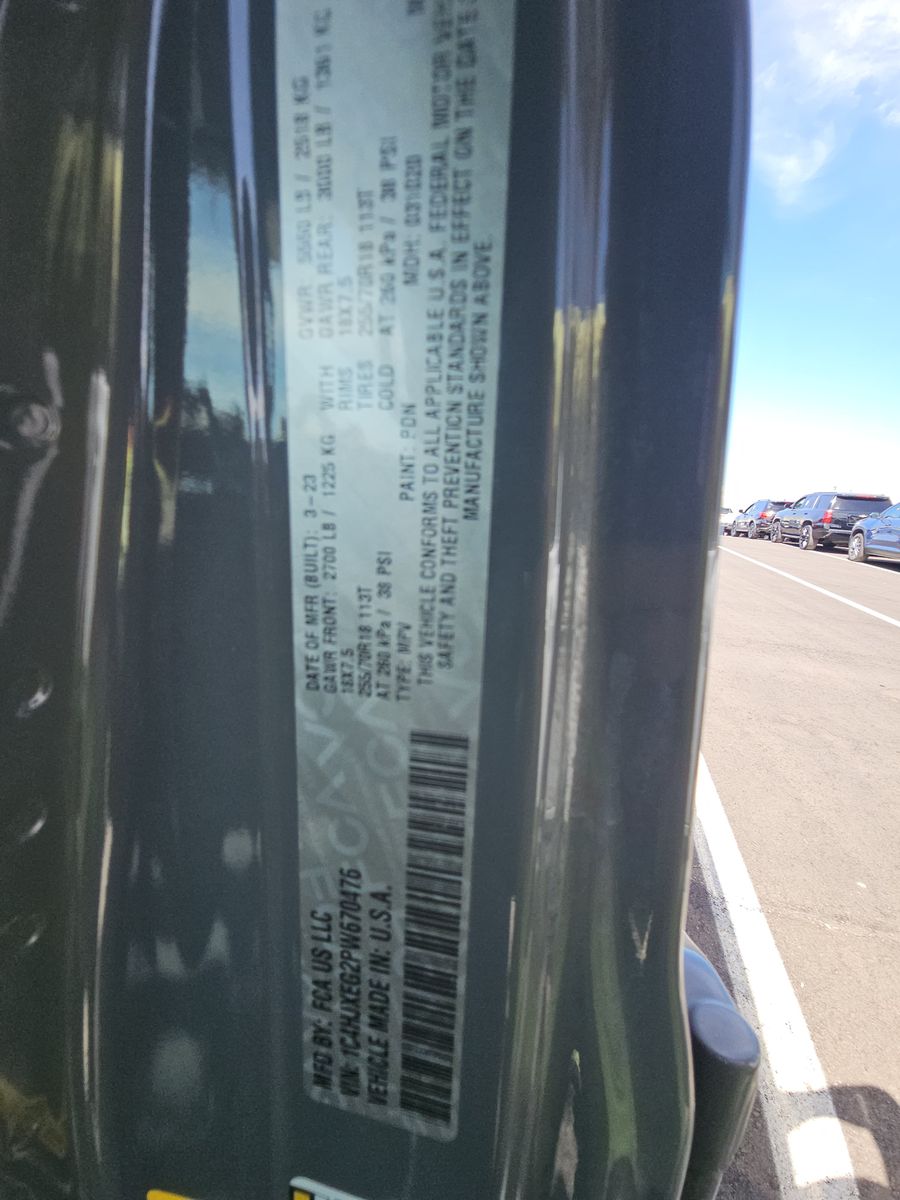 MFD BY: FCA US LLC
VIN: 1C4HJXEG2PW670476
VEHICLE MADE IN: U.S.A.
DATE OF MFR (BUILT): 3-23
GVWR 5550 LB / 2518 KG
GAWR FRONT: 2700 LB / 1225 KG WITH GAWR REAR: 3000 LB / 1361 KG
18X7.5 RIMS 18X7.5
255/70R18 113T TIRES 255/70R18 113T
AT 260 kPa / 38 PSI COLD AT 260 kPa / 38 PSI
TYPE: MPV PAINT: PDN MDH: 031020
THIS VEHICLE CONFORMS TO ALL APPLICABLE U.S.A. FEDERAL MOTOR
SAFETY AND THEFT PREVENTION STANDARDS IN EFFECT ON THE DATE
MANUFACTURE SHOWN ABOVE.